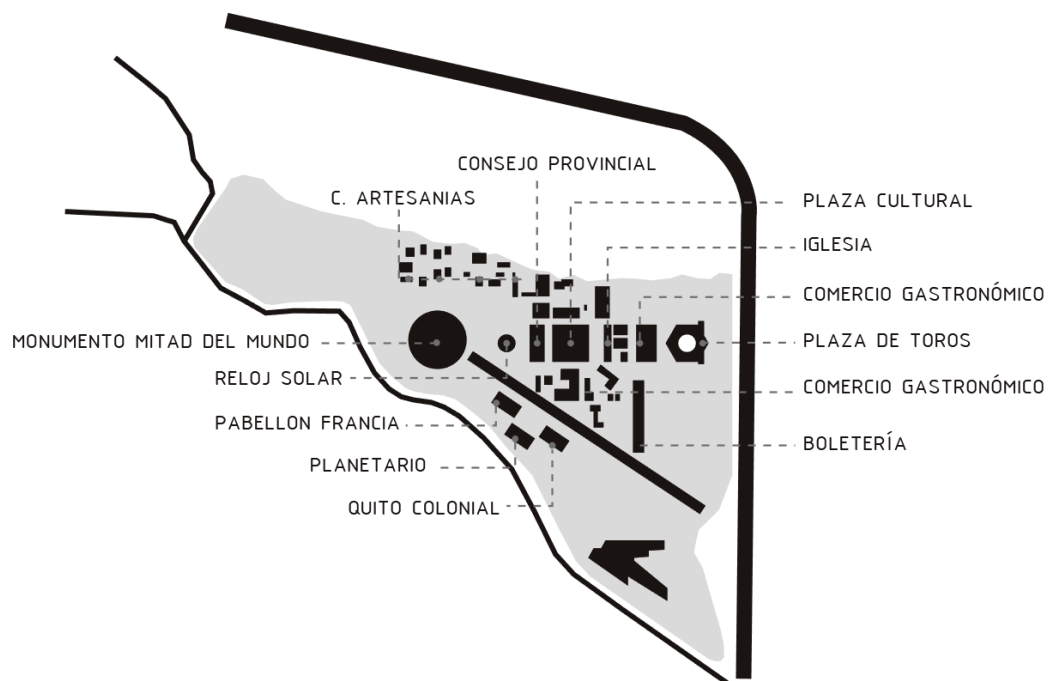 CONSEJO PROVINCIAL
C. ARTESANIAS
PLAZA CULTURAL
IGLESIA
COMERCIO GASTRONÓMICO
MONUMENTO MITAD DEL MUNDO
PLAZA DE TOROS
RELOJ SOLAR
COMERCIO GASTRONÓMICO
PABELLON FRANCIA
BOLETERÍA
PLANETARIO
QUITO COLONIAL